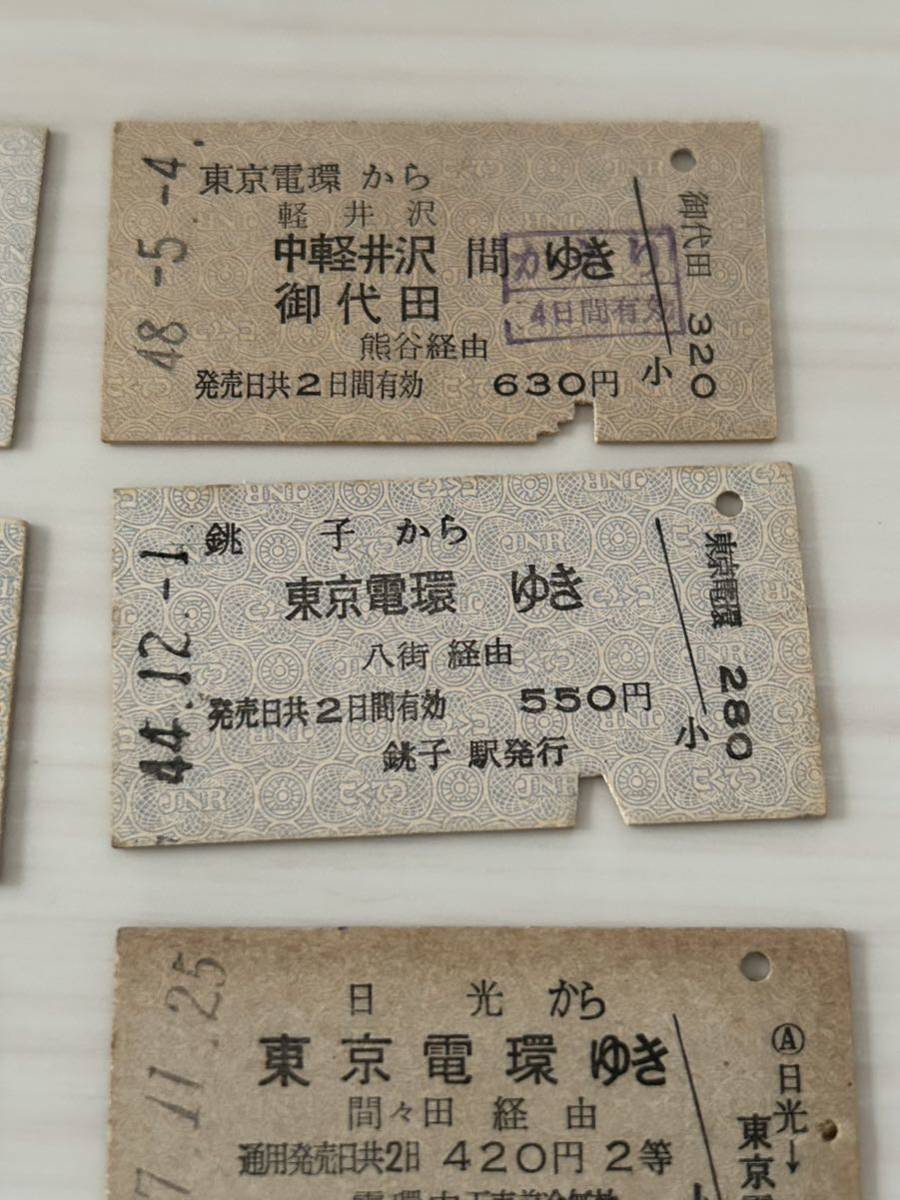 48-5-4
東京電環 から
軽井沢
中軽井沢 間 ゆき
御代田
熊谷経由
発売日共2日間有効 630円
4日間有効
小
御代田 320
44.12.-1
銚子 から
東京電環 ゆき
八街 経由
発売日共2日間有効 550円
銚子 駅発行
小
東京電環 280
7.11.25
日光 から
東京電環 ゆき
間々田 経由
通用発売日共2日 420円 2等
Ⓐ日光→
東京